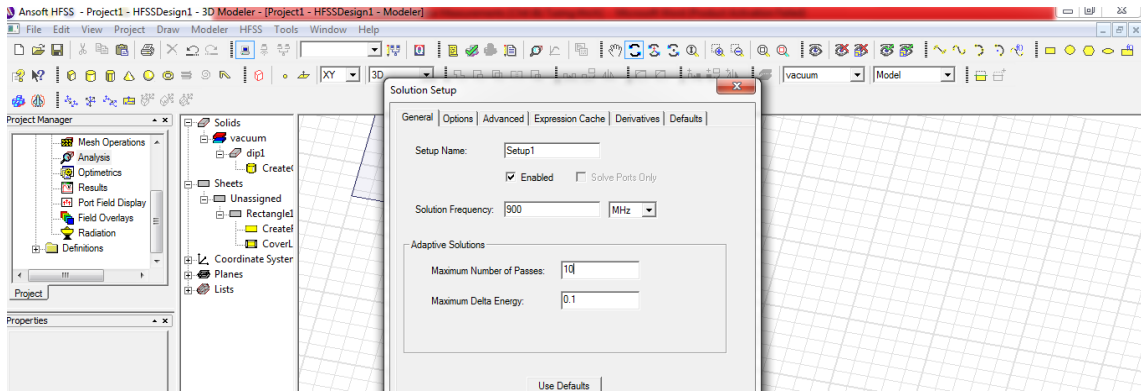 Ansoft HFSS - Project1 - HFSSDesign1 - 3D Modeler - [Project1 - HFSSDesign1 - Modeler]
File Edit View Project Draw Modeler HFSS Tools Window Help
XY 3D vacuum Model
Project Manager
Mesh Operations
Analysis
Optimetrics
Results
Port Field Display
Field Overlays
Radiation
Definitions
Project
Properties
Solids
vacuum
dip1
Create
Sheets
Unassigned
Rectangle1
Create
CoverL
Coordinate System
Planes
Lists
Solution Setup
General Options Advanced Expression Cache Derivatives Defaults
Setup Name: Setup1
Enabled Solve Ports Only
Solution Frequency: 900 MHz
Adaptive Solutions
Maximum Number of Passes: 10
Maximum Delta Energy: 0.1
Use Defaults